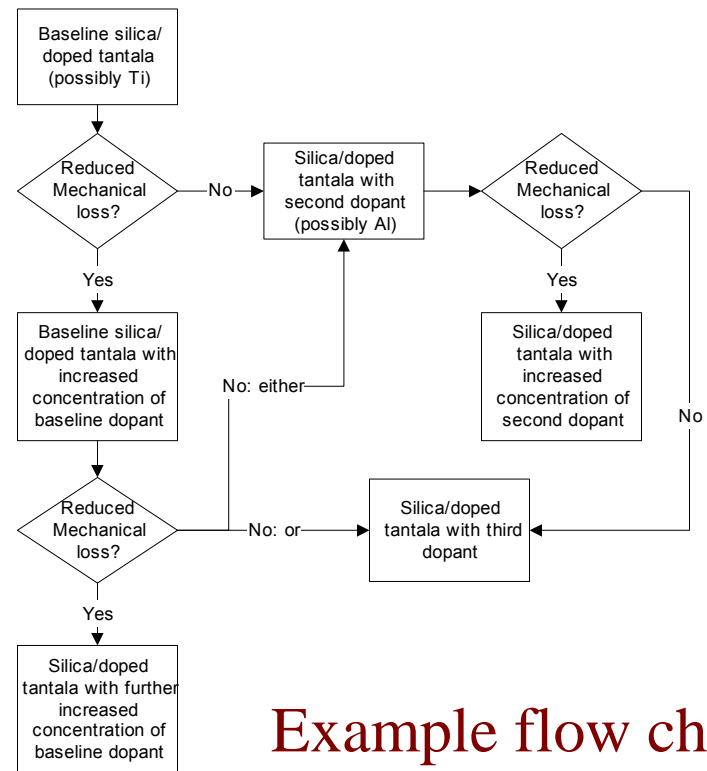 Baseline silica/
doped tantala
(possibly Ti)
Reduced
Mechanical
loss?
No
Silica/doped
tantala with
second dopant
(possibly Al)
Reduced
Mechanical
loss?
Yes
Yes
Baseline silica/
doped tantala with
increased
concentration of
baseline dopant
Silica/doped
tantala with
increased
concentration of
second dopant
No: either
No
Reduced
Mechanical
loss?
No: or
Silica/doped
tantala with third
dopant
Yes
Silica/doped
tantala with further
increased
concentration of
baseline dopant
Example flow ch